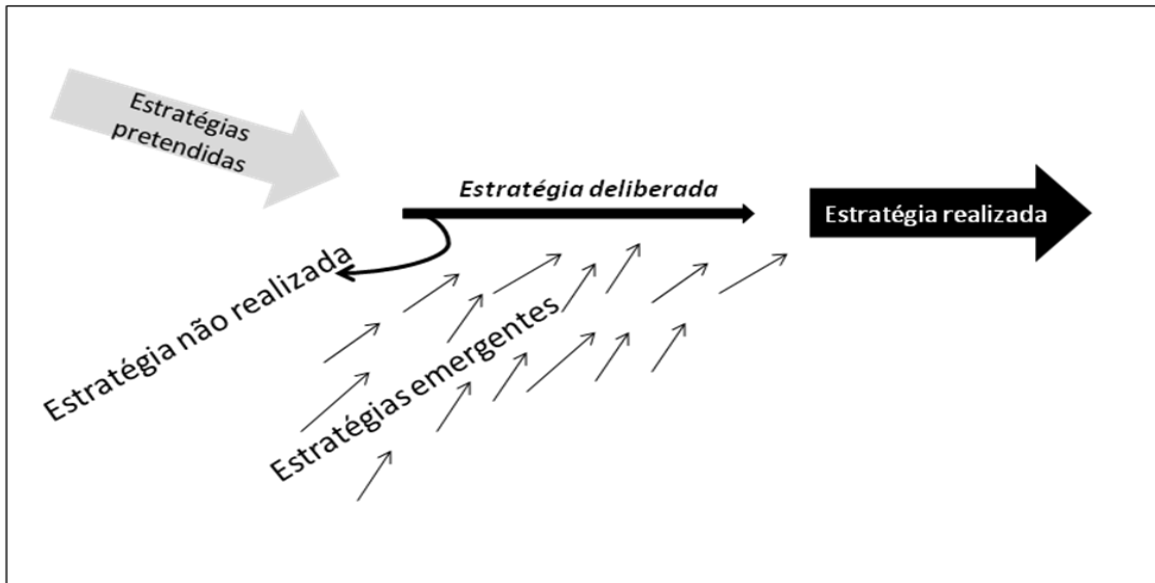 Estratégias
pretendidas
Estratégia deliberada
Estratégia realizada
Estratégia não realizada
Estratégias emergentes